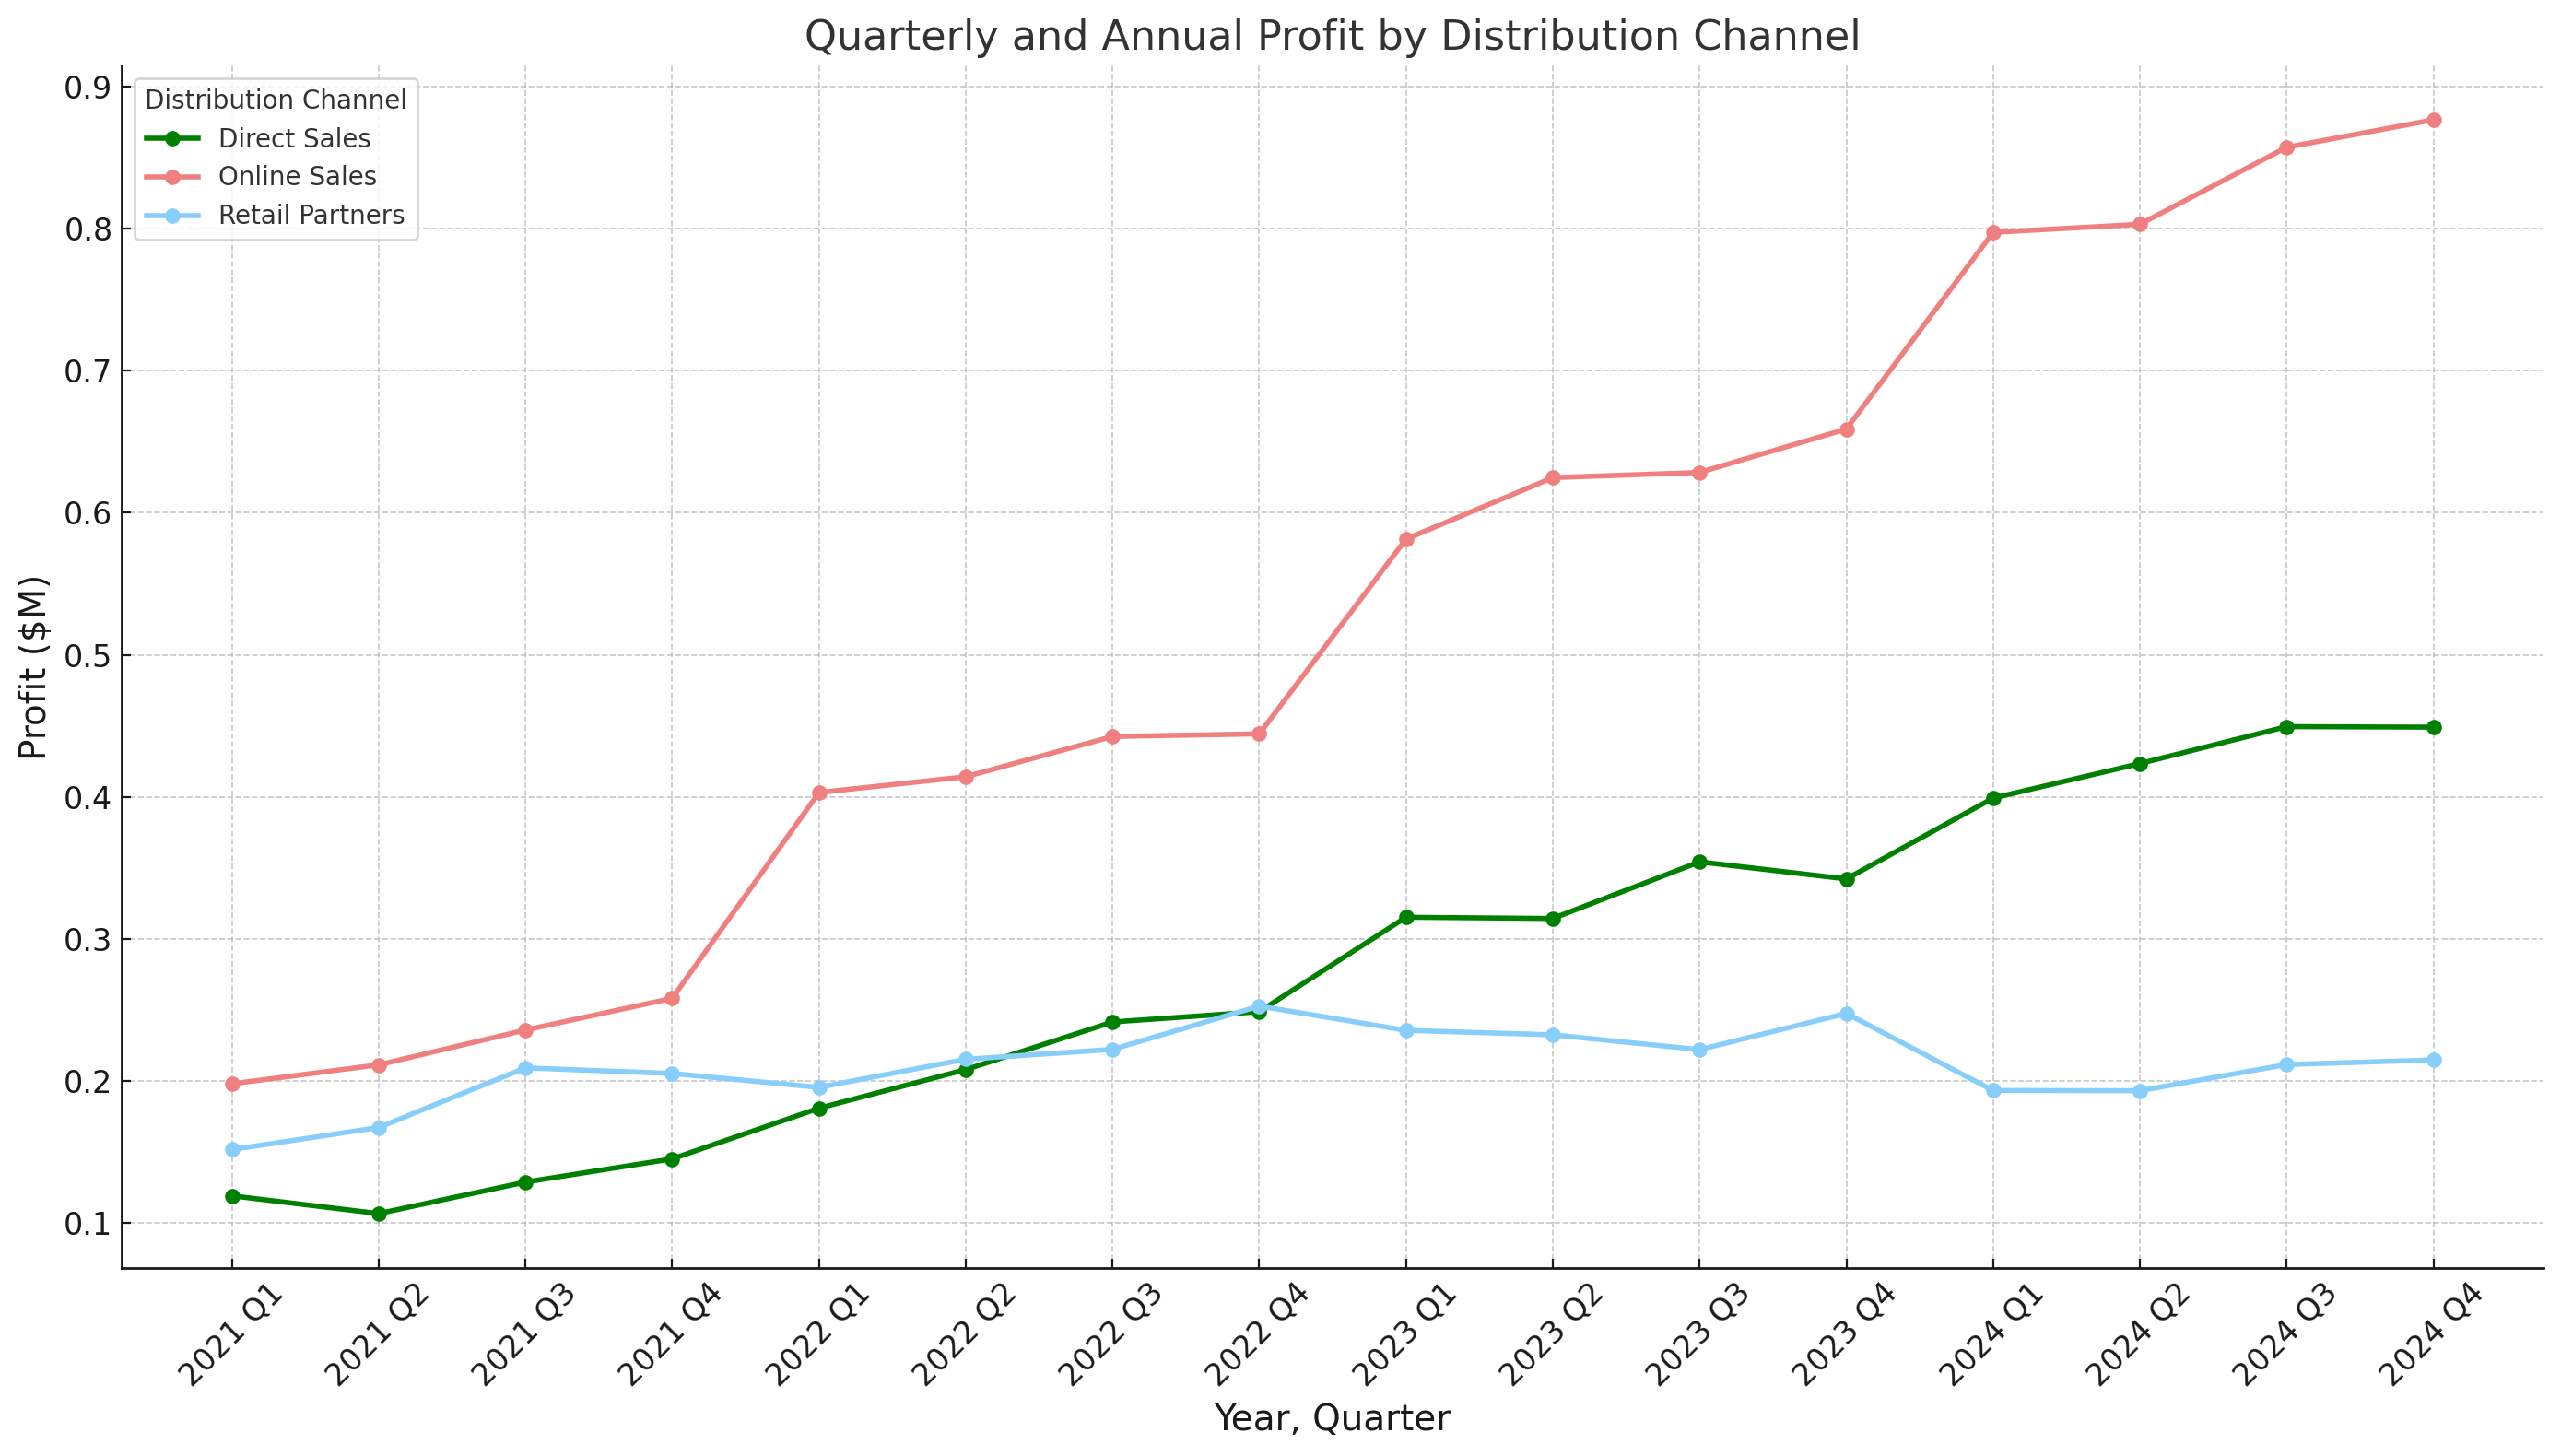 Quarterly and Annual Profit by Distribution Channel
Distribution Channel
Direct Sales
Online Sales
Retail Partners
Profit ($M)
0.9
0.8
0.7
0.6
0.5
0.4
0.3
0.2
0.1
2021 Q1
2021 Q2
2021 Q3
2021 Q4
2022 Q1
2022 Q2
2022 Q3
2022 Q4
2023 Q1
2023 Q2
2023 Q3
2023 Q4
2024 Q1
2024 Q2
2024 Q3
2024 Q4
Year, Quarter